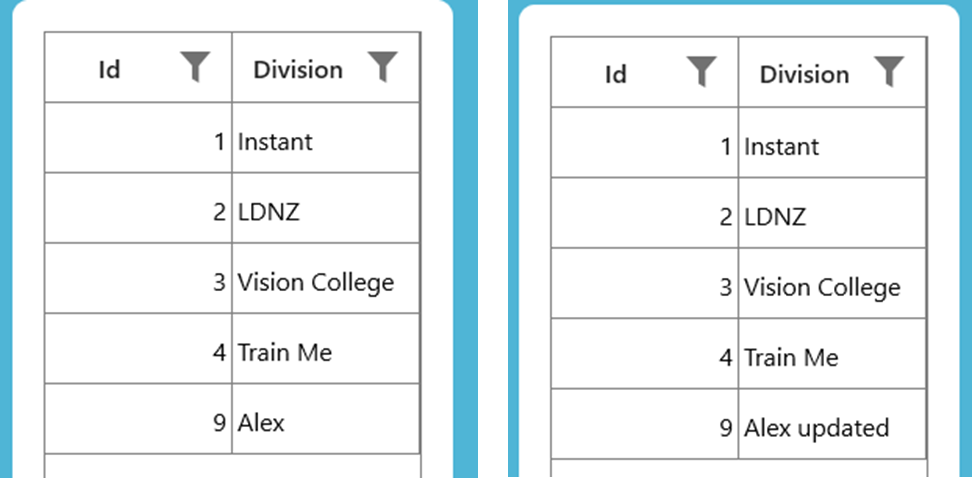 Id Division
1 Instant
2 LDNZ
3 Vision College
4 Train Me
9 Alex
Id Division
1 Instant
2 LDNZ
3 Vision College
4 Train Me
9 Alex updated